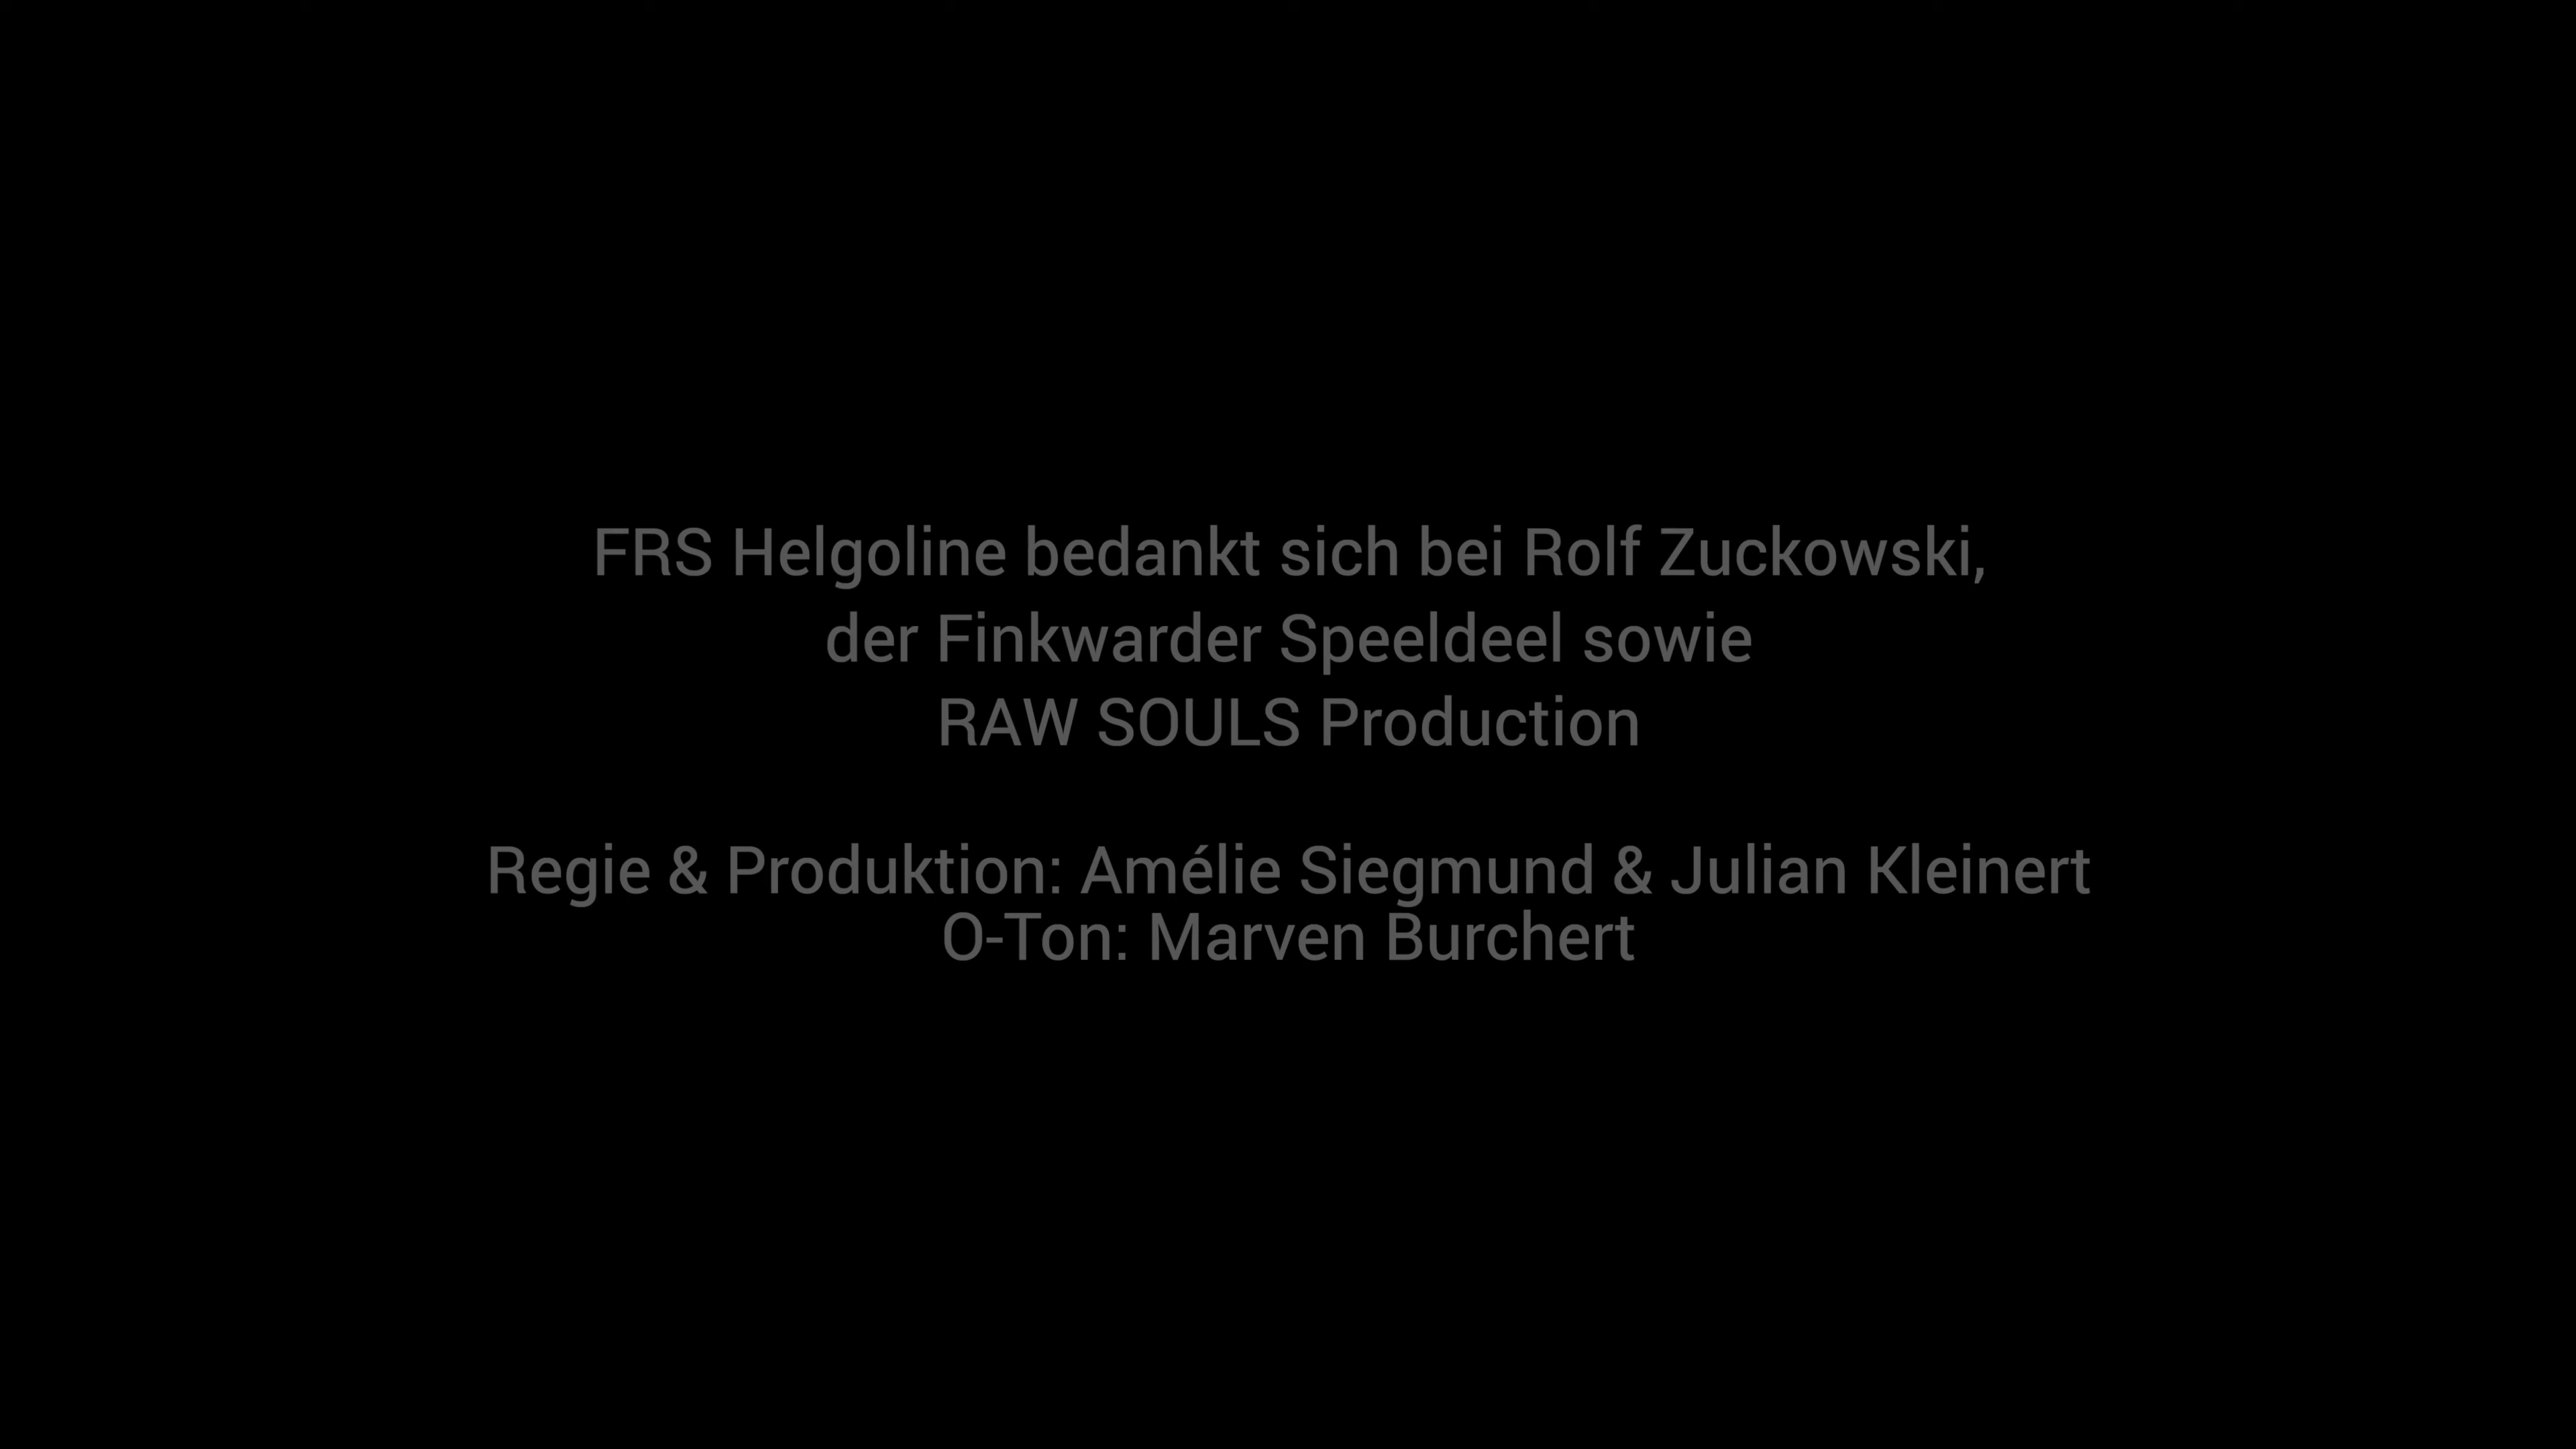 FRS Helgoline bedankt sich bei Rolf Zuckowski,
der Finkwarder Speeldeel sowie
RAW SOULS Production
Regie & Produktion: Amélie Siegmund & Julian Kleinert
O-Ton: Marven Burchert